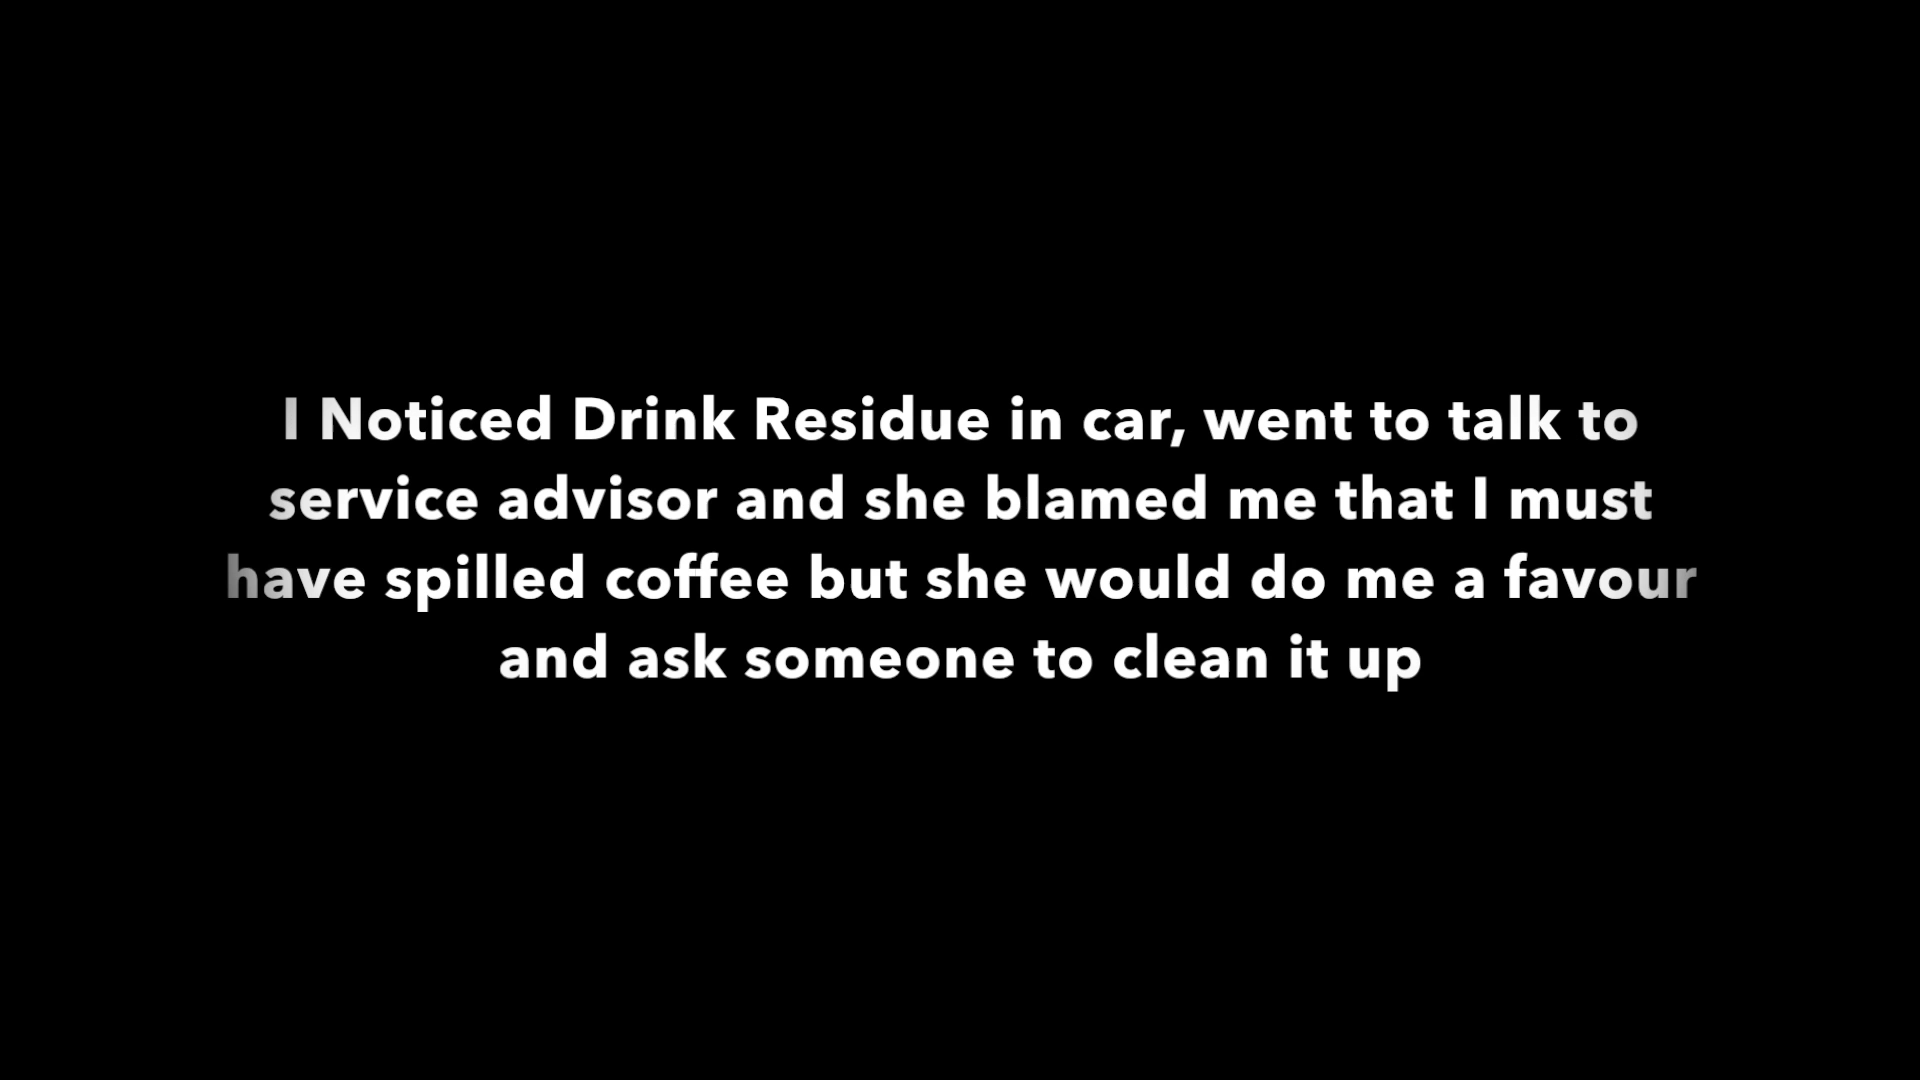 I Noticed Drink Residue in car, went to talk to
service advisor and she blamed me that I must
have spilled coffee but she would do me a favour
and ask someone to clean it up